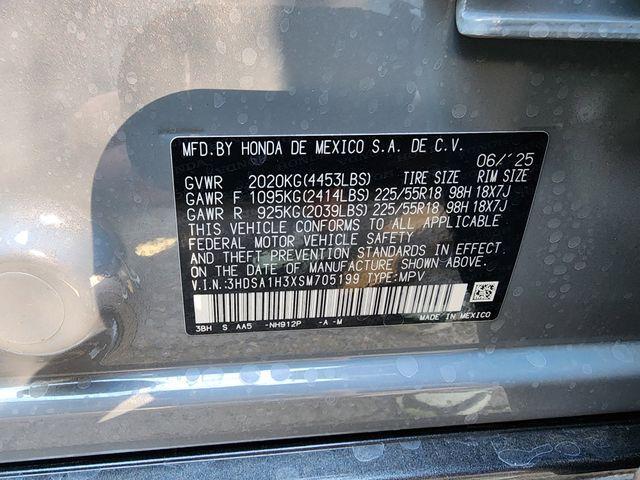 MFD.BY HONDA DE MEXICO S.A. DE C.V.
06/'25
GVWR 2020KG(4453LBS) TIRE SIZE RIM SIZE
GAWR F 1095KG(2414LBS) 225/55R18 98H 18X7J
GAWR R 925KG(2039LBS) 225/55R18 98H 18X7J
THIS VEHICLE CONFORMS TO ALL APPLICABLE
FEDERAL MOTOR VEHICLE SAFETY
AND THEFT PREVENTION STANDARDS IN EFFECT
ON THE DATE OF MANUFACTURE SHOWN ABOVE.
V.I.N.:3HDSA1H3XSM705199 TYPE:MPV
3BH S AA5 -NH912P -A -M MADE IN MEXICO